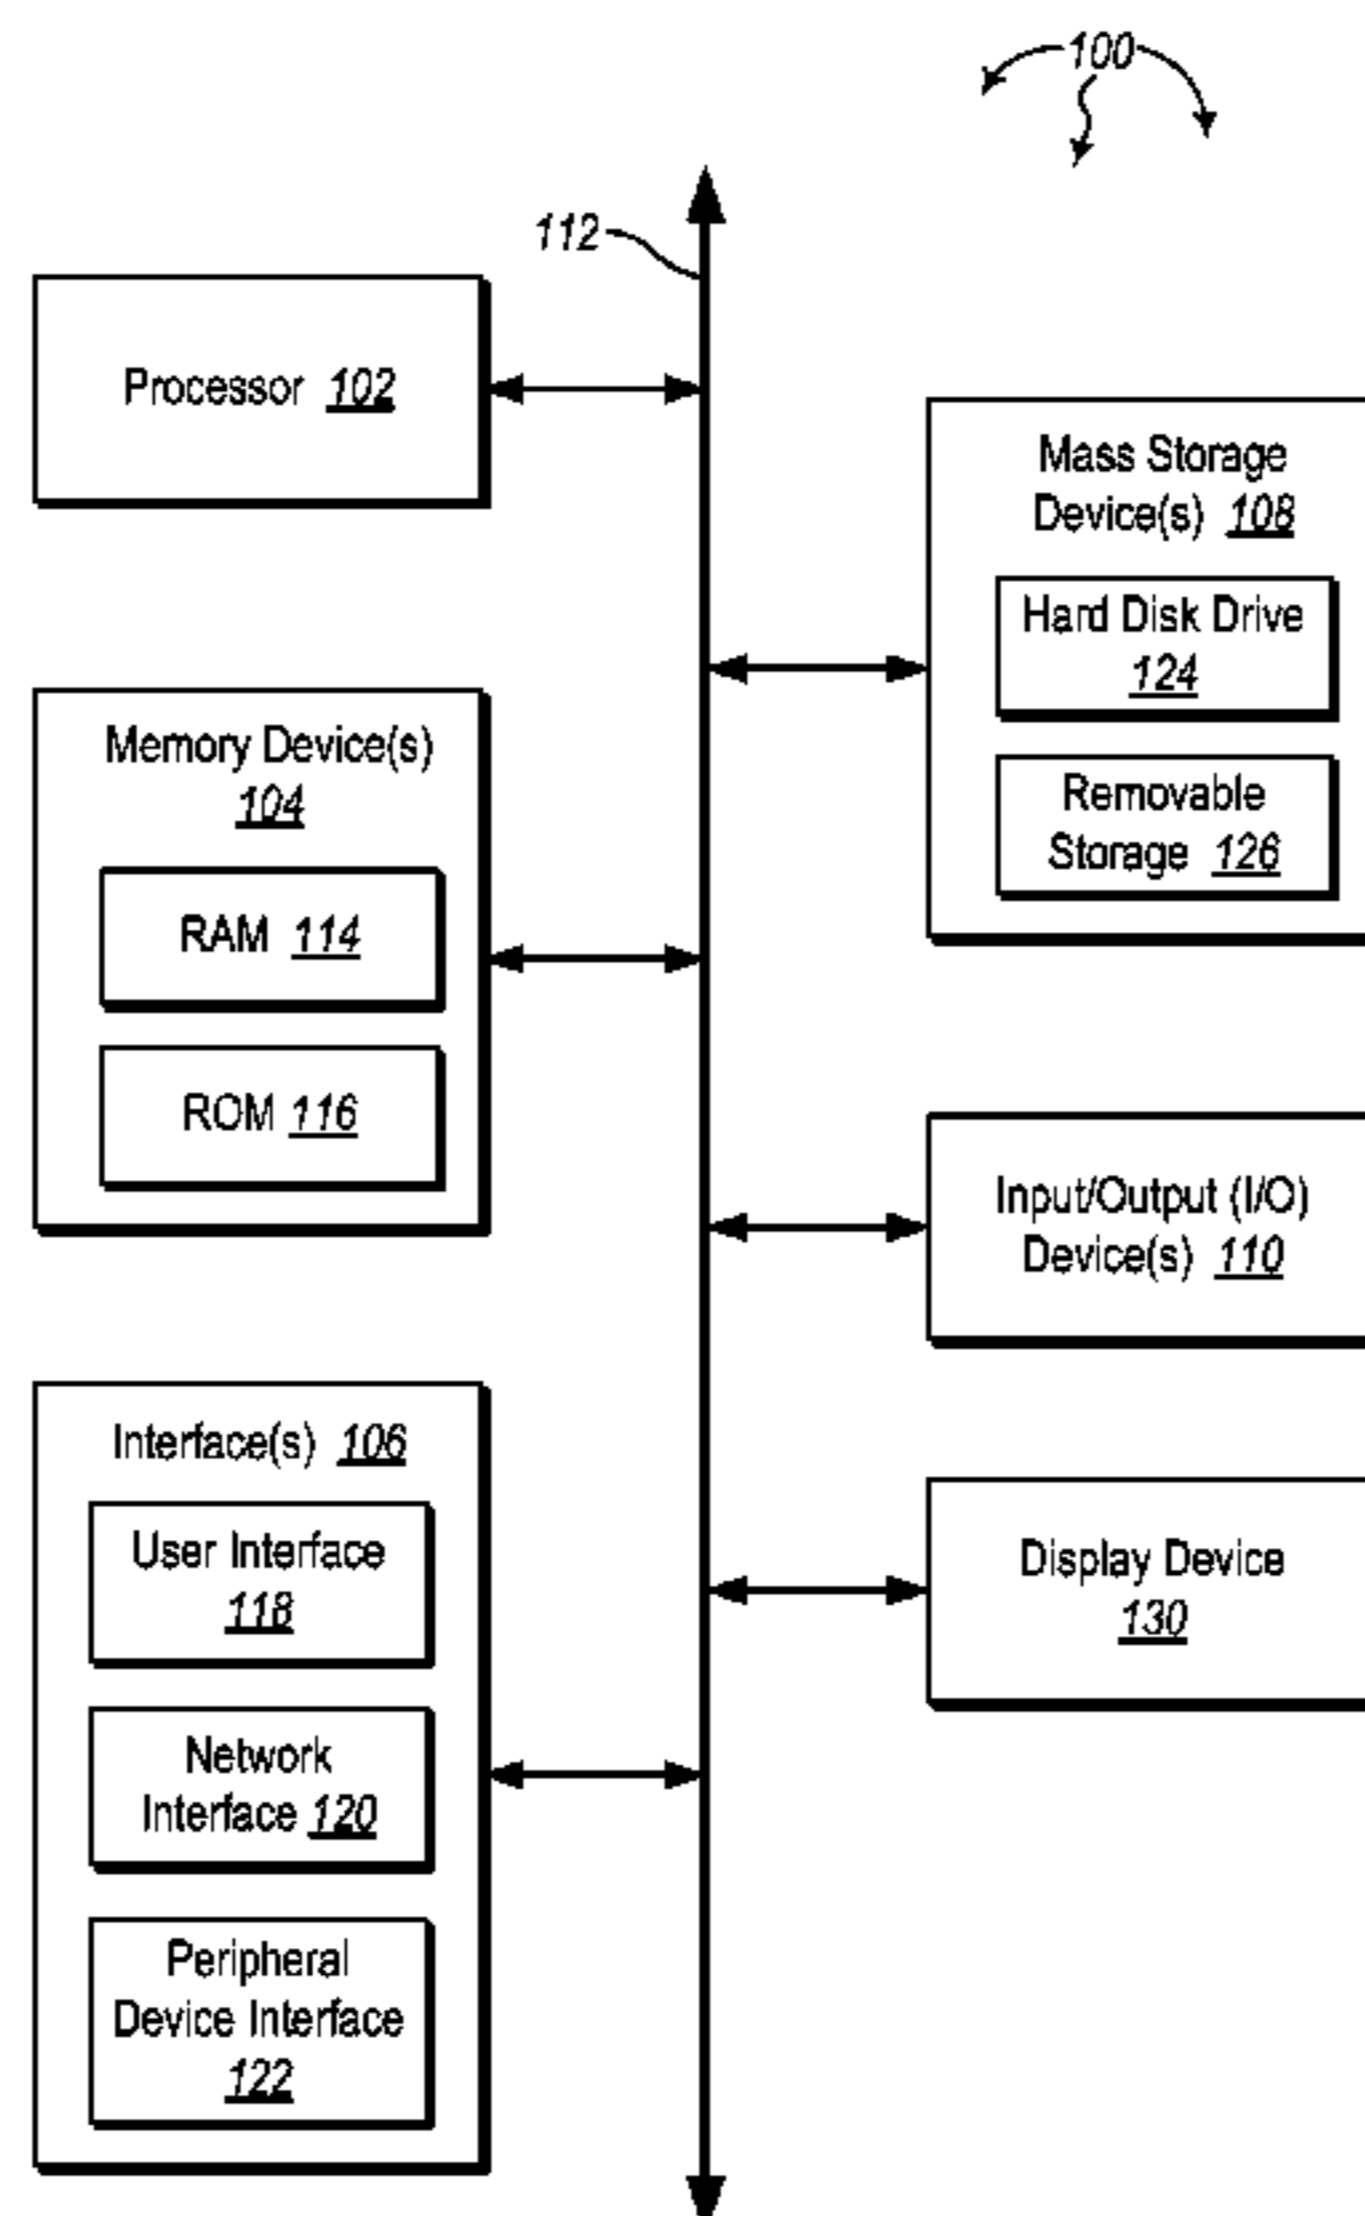 100
112
Processor 102
Mass Storage
Device(s) 108
Hard Disk Drive
124
Removable
Storage 126
Memory Device(s)
104
RAM 114
ROM 116
Input/Output (I/O)
Device(s) 110
Interface(s) 106
User Interface
118
Network
Interface 120
Peripheral
Device Interface
122
Display Device
130